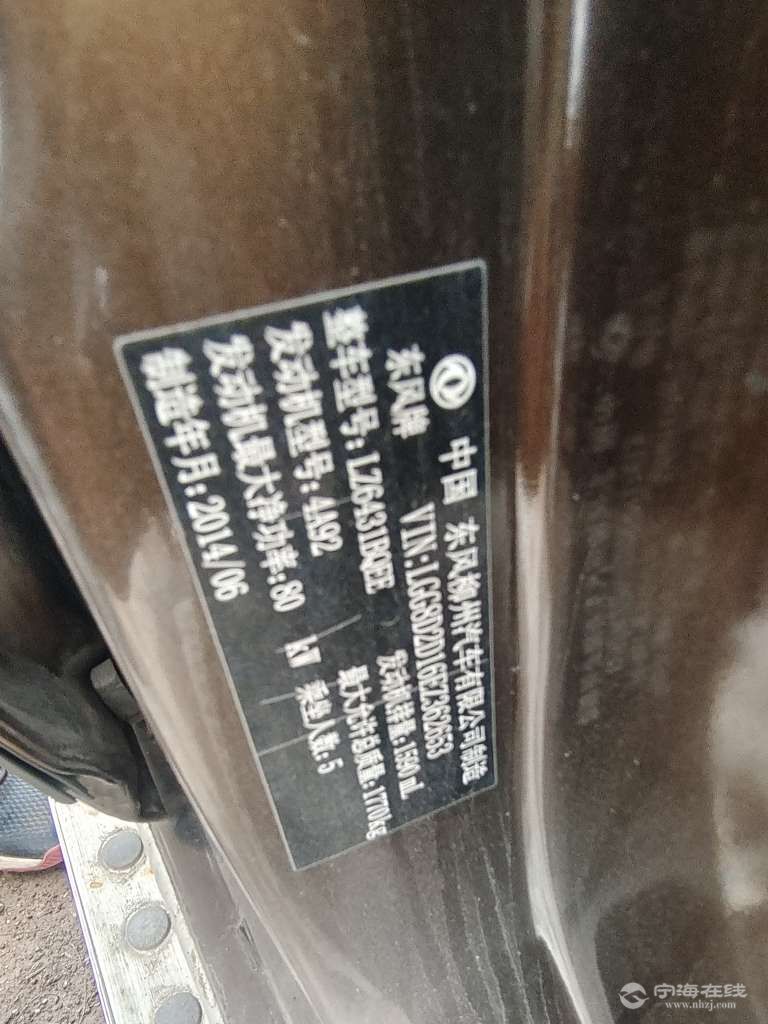 中国 东风柳州汽车有限公司制造
东风牌 VIN:LGG8D2D16EZ362653
整车型号:LZ6431BQEE 发动机排量:1590mL
发动机型号:4A92 最大允许总质量:1770kg
发动机最大净功率:80 kW 乘坐人数:5
制造年月:2014/06
宁海在线
www.nhzj.com